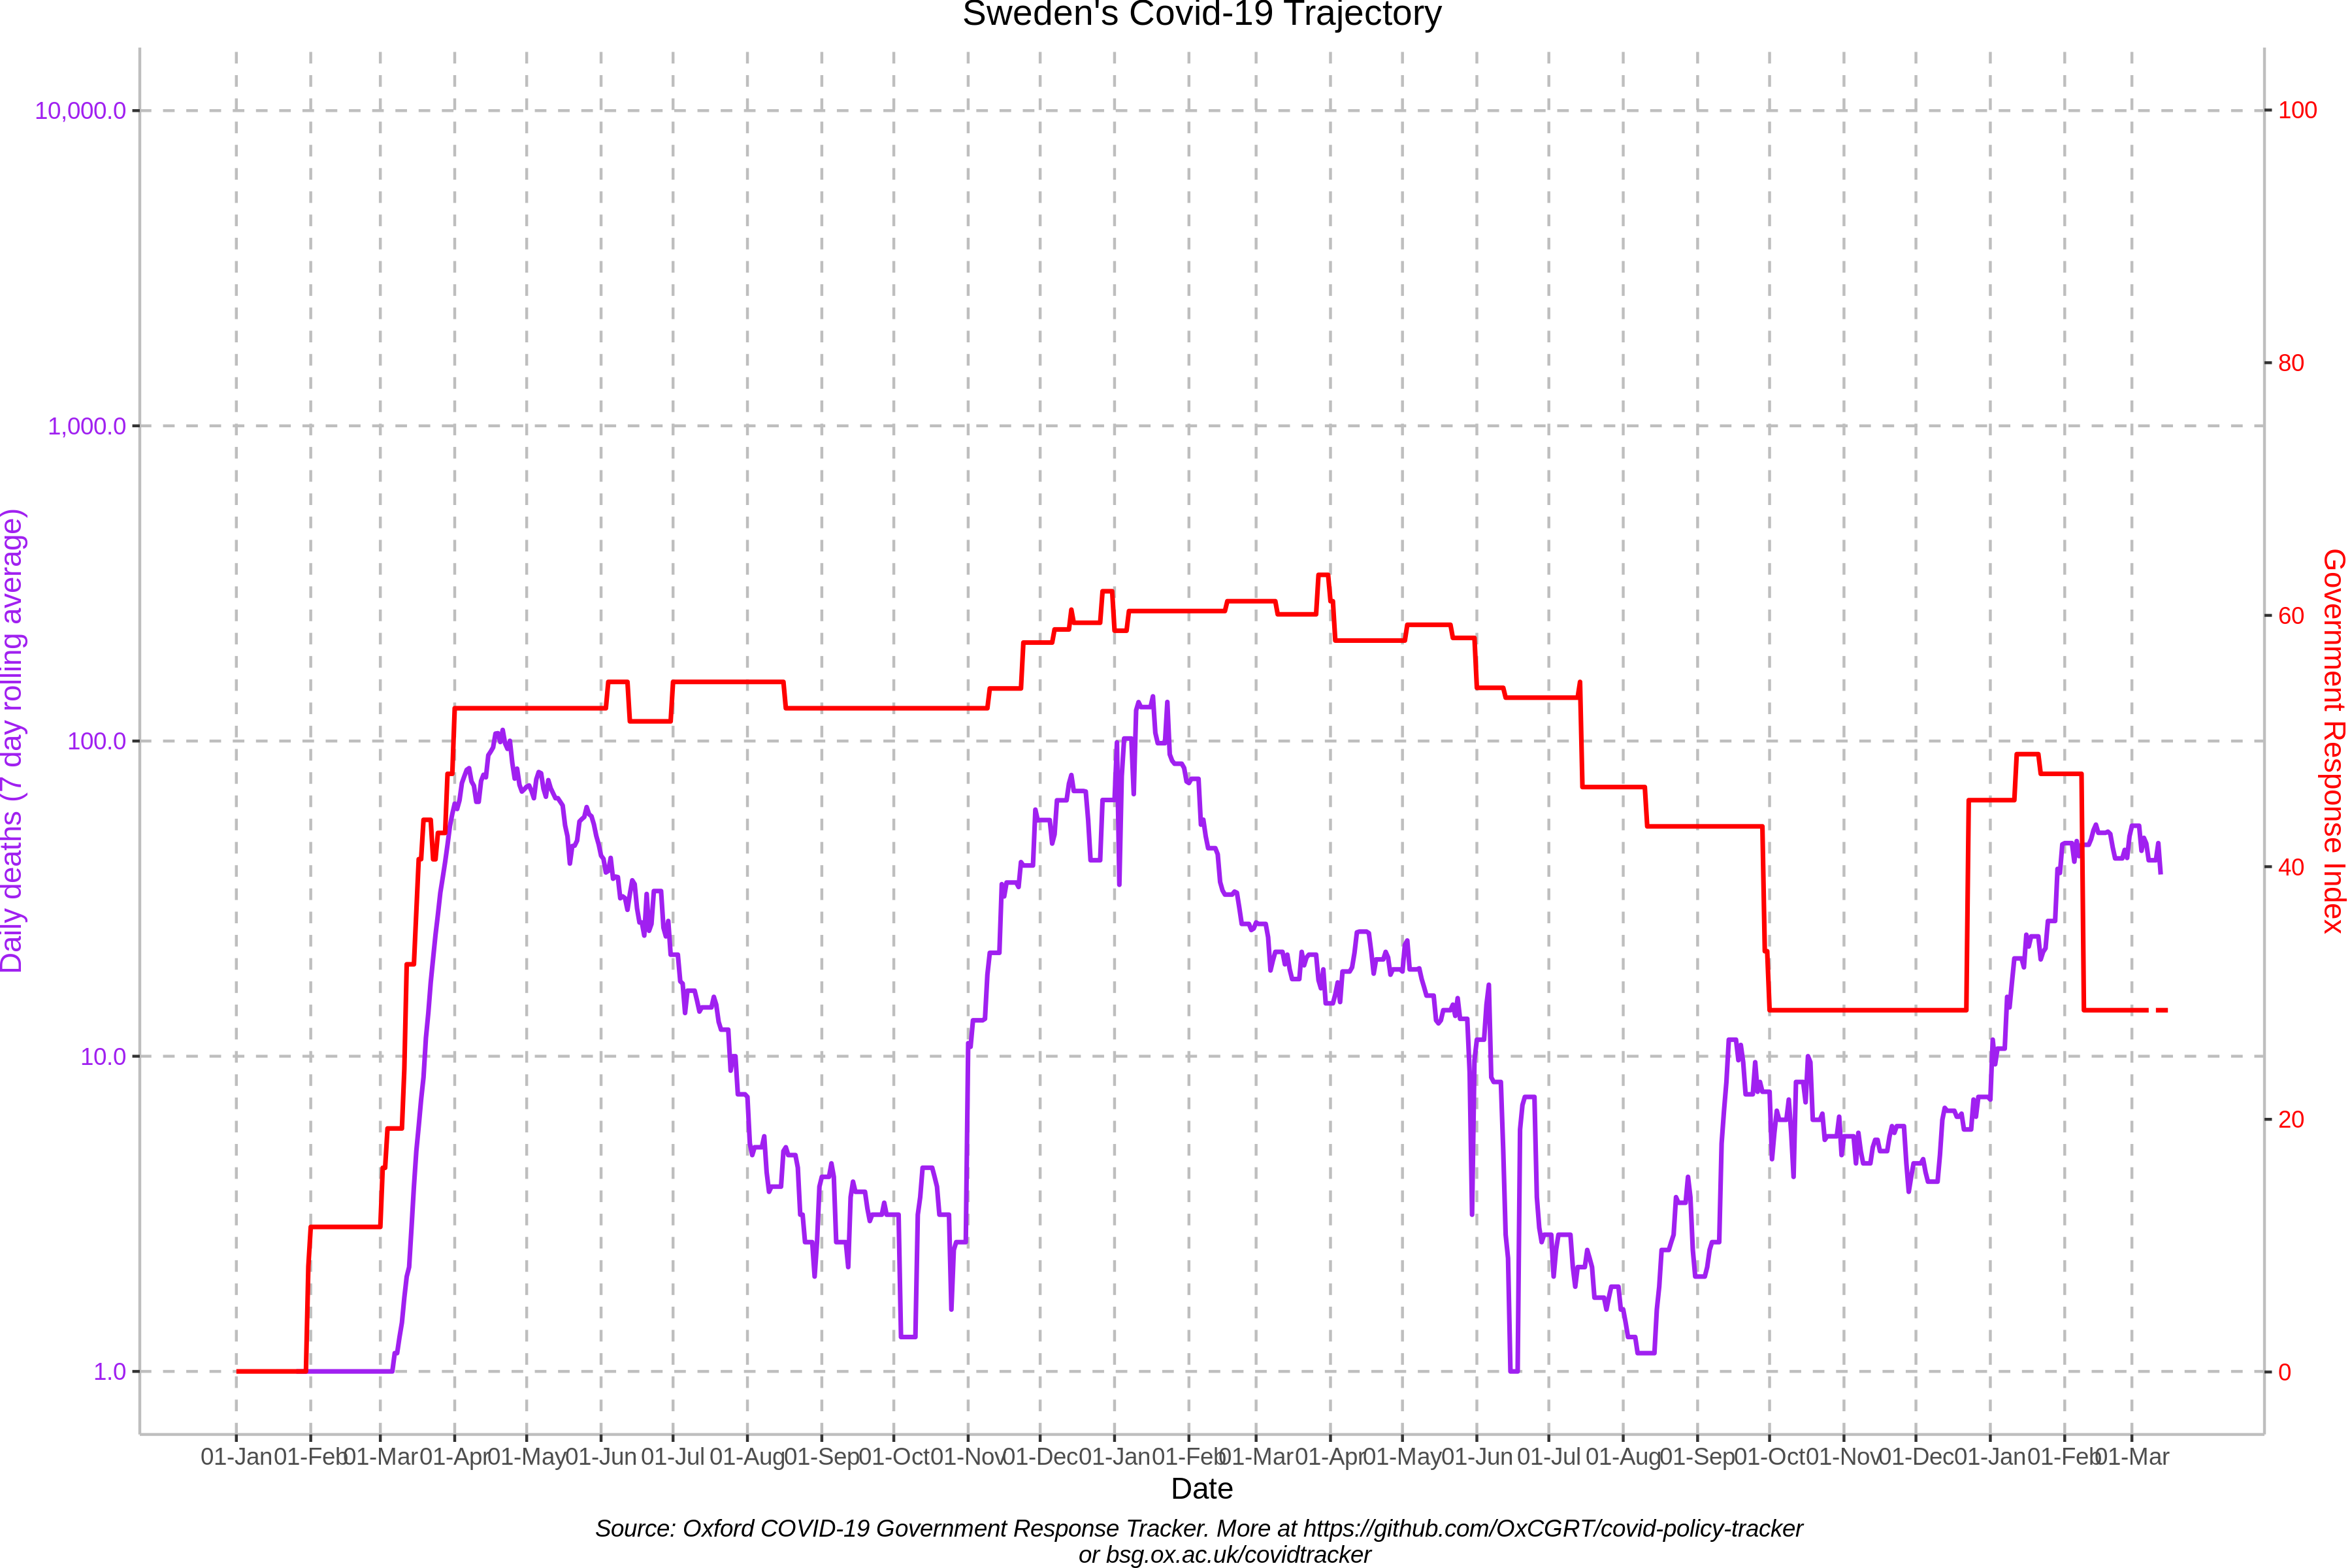 Sweden's Covid-19 Trajectory
10,000.0
1,000.0
100.0
10.0
1.0
Daily deaths (7 day rolling average)
100
80
60
40
20
0
Government Response Index
01-Jan 01-Feb 01-Mar 01-Apr 01-May 01-Jun 01-Jul 01-Aug 01-Sep 01-Oct 01-Nov 01-Dec 01-Jan 01-Feb 01-Mar 01-Apr 01-May 01-Jun 01-Jul 01-Aug 01-Sep 01-Oct 01-Nov 01-Dec 01-Jan 01-Feb 01-Mar
Date
Source: Oxford COVID-19 Government Response Tracker. More at https://github.com/OxCGRT/covid-policy-tracker
or bsg.ox.ac.uk/covidtracker